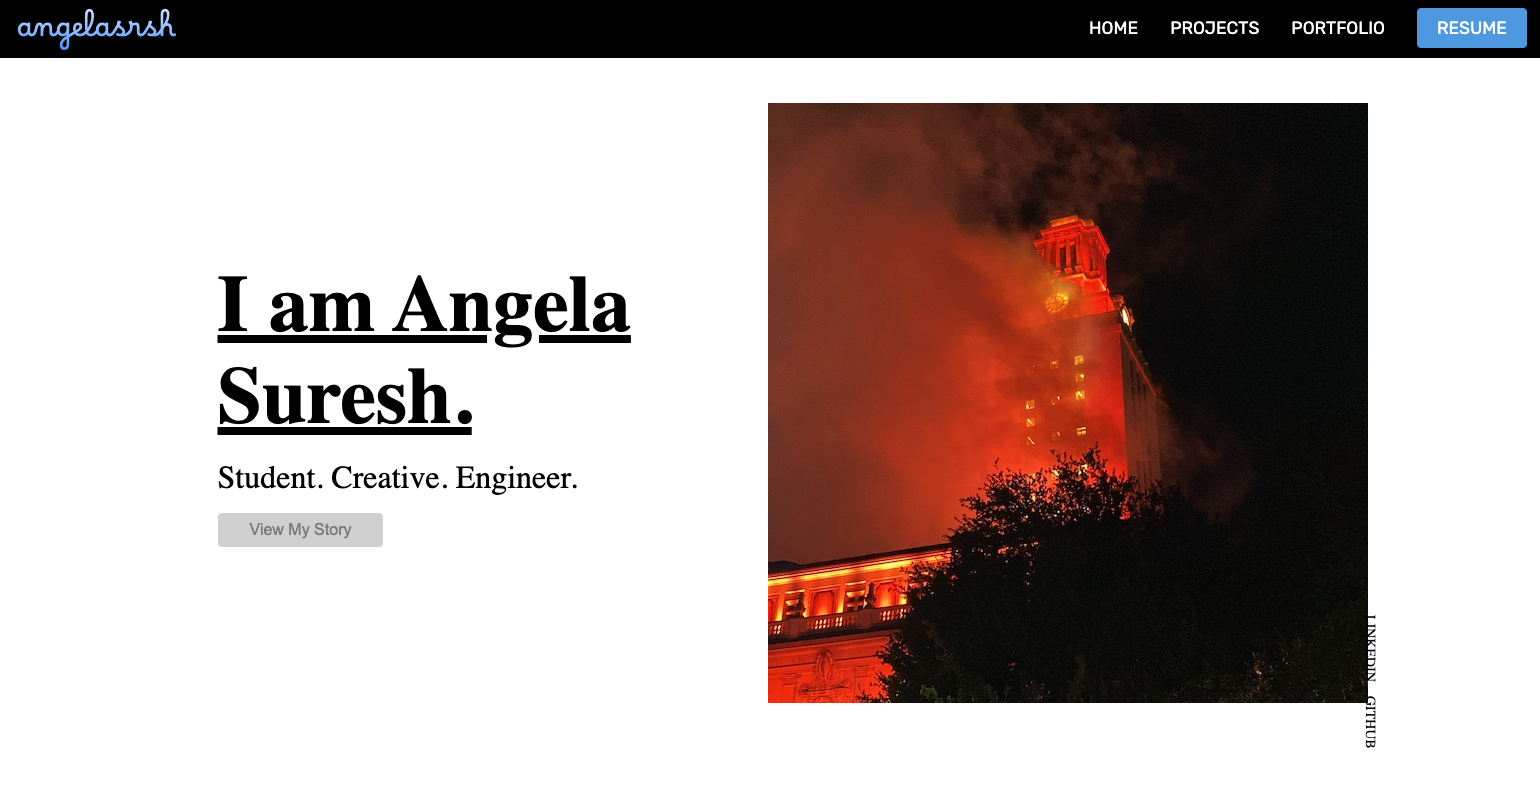 angelasrsh
HOME PROJECTS PORTFOLIO RESUME
I am Angela
Suresh.
Student. Creative. Engineer.
View My Story
LINKEDIN GITHUB